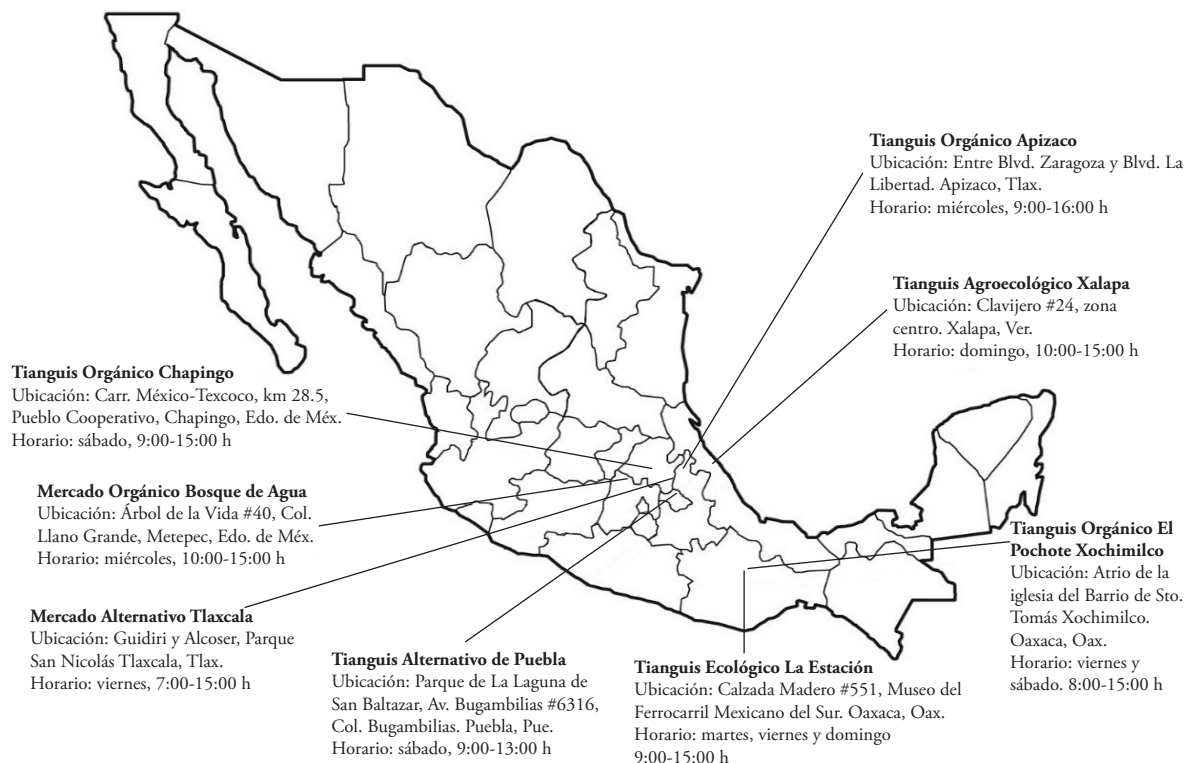 Tianguis Orgánico Apizaco
Ubicación: Entre Blvd. Zaragoza y Blvd. La
Libertad. Apizaco, Tlax.
Horario: miércoles, 9:00-16:00 h
Tianguis Agroecológico Xalapa
Ubicación: Clavijero #24, zona
centro. Xalapa, Ver.
Horario: domingo, 10:00-15:00 h
Tianguis Orgánico Chapingo
Ubicación: Carr. México-Texcoco, km 28.5,
Pueblo Cooperativo, Chapingo, Edo. de Méx.
Horario: sábado, 9:00-15:00 h
Mercado Orgánico Bosque de Agua
Ubicación: Árbol de la Vida #40, Col.
Llano Grande, Metepec, Edo. de Méx.
Horario: miércoles, 10:00-15:00 h
Mercado Alternativo Tlaxcala
Ubicación: Guidiri y Alcoser, Parque
San Nicolás Tlaxcala, Tlax.
Horario: viernes, 7:00-15:00 h
Tianguis Alternativo de Puebla
Ubicación: Parque de La Laguna de
San Baltazar, Av. Bugambilias #6316,
Col. Bugambilias. Puebla, Pue.
Horario: sábado, 9:00-13:00 h
Tianguis Ecológico La Estación
Ubicación: Calzada Madero #551, Museo del
Ferrocarril Mexicano del Sur. Oaxaca, Oax.
Horario: martes, viernes y domingo
9:00-15:00 h
Tianguis Orgánico El
Pochote Xochimilco
Ubicación: Atrio de la
iglesia del Barrio de Sto.
Tomás Xochimilco.
Oaxaca, Oax.
Horario: viernes y
sábado. 8:00-15:00 h